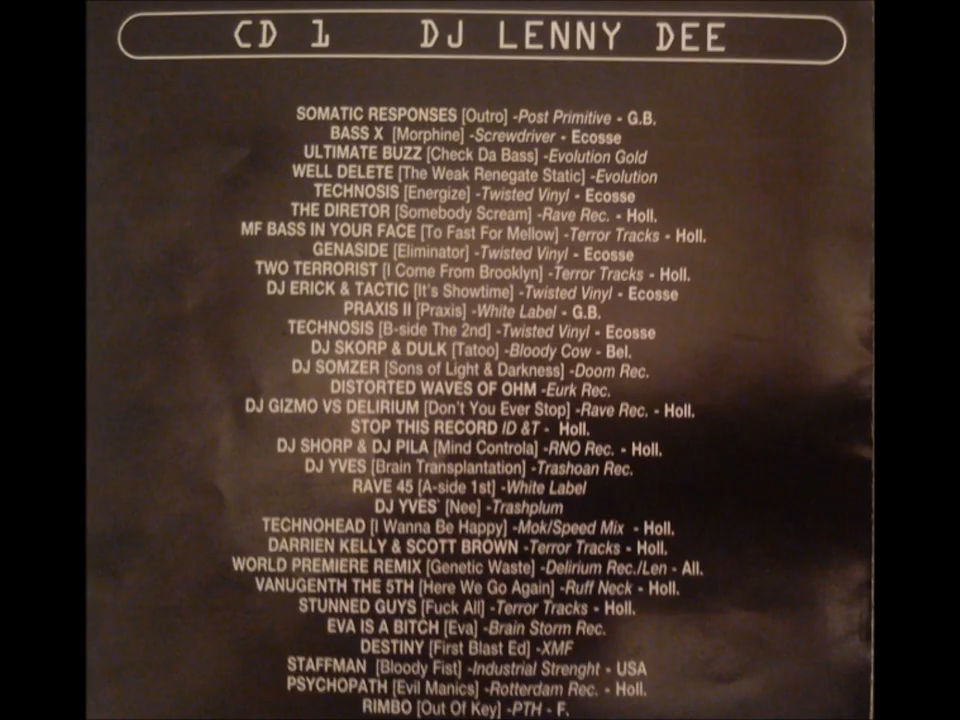 CD 1 DJ LENNY DEE
SOMATIC RESPONSES [Outro] -Post Primitive - G.B.
BASS X [Morphine] -Screwdriver - Ecosse
ULTIMATE BUZZ [Check Da Bass] -Evolution Gold
WELL DELETE [The Weak Renegate Static] -Evolution
TECHNOSIS [Energize] -Twisted Vinyl - Ecosse
THE DIRETOR [Somebody Scream] -Rave Rec. - Holl.
MF BASS IN YOUR FACE [To Fast For Mellow] -Terror Tracks - Holl.
GENASIDE [Eliminator] -Twisted Vinyl - Ecosse
TWO TERRORIST [I Come From Brooklyn] -Terror Tracks - Holl.
DJ ERICK & TACTIC [It's Showtime] -Twisted Vinyl - Ecosse
PRAXIS II [Praxis] -White Label - G.B.
TECHNOSIS [B-side The 2nd] -Twisted Vinyl - Ecosse
DJ SKORP & DULK [Tatoo] -Bloody Cow - Bel.
DJ SOMZER [Sons of Light & Darkness] -Doom Rec.
DISTORTED WAVES OF OHM -Eurk Rec.
DJ GIZMO VS DELIRIUM [Don't You Ever Stop] -Rave Rec. - Holl.
STOP THIS RECORD ID &T - Holl.
DJ SHORP & DJ PILA [Mind Controla] -RNO Rec. - Holl.
DJ YVES [Brain Transplantation] -Trashoan Rec.
RAVE 45 [A-side 1st] -White Label
DJ YVES' [Nee] -Trashplum
TECHNOHEAD [I Wanna Be Happy] -Mok/Speed Mix - Holl.
DARRIEN KELLY & SCOTT BROWN -Terror Tracks - Holl.
WORLD PREMIERE REMIX [Genetic Waste] -Delirium Rec./Len - All.
VANUGENTH THE 5TH [Here We Go Again] -Ruff Neck - Holl.
STUNNED GUYS [Fuck All] -Terror Tracks - Holl.
EVA IS A BITCH [Eva] -Brain Storm Rec.
DESTINY [First Blast Ed] -XMF
STAFFMAN [Bloody Fist] -Industrial Strenght - USA
PSYCHOPATH [Evil Manics] -Rotterdam Rec. - Holl.
RIMBO [Out Of Key] -PTH - F.